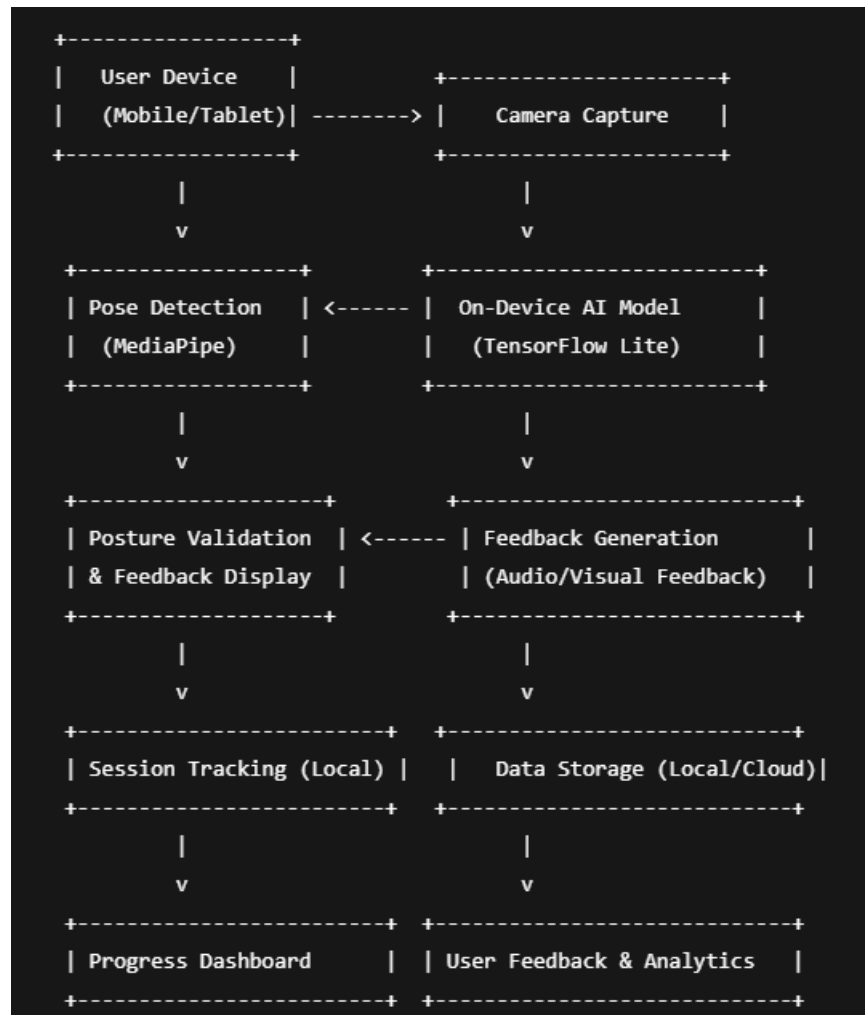 User Device
(Mobile/Tablet)
Camera Capture
Pose Detection
(MediaPipe)
On-Device AI Model
(TensorFlow Lite)
Posture Validation
& Feedback Display
Feedback Generation
(Audio/Visual Feedback)
Session Tracking (Local)
Data Storage (Local/Cloud)
Progress Dashboard
User Feedback & Analytics